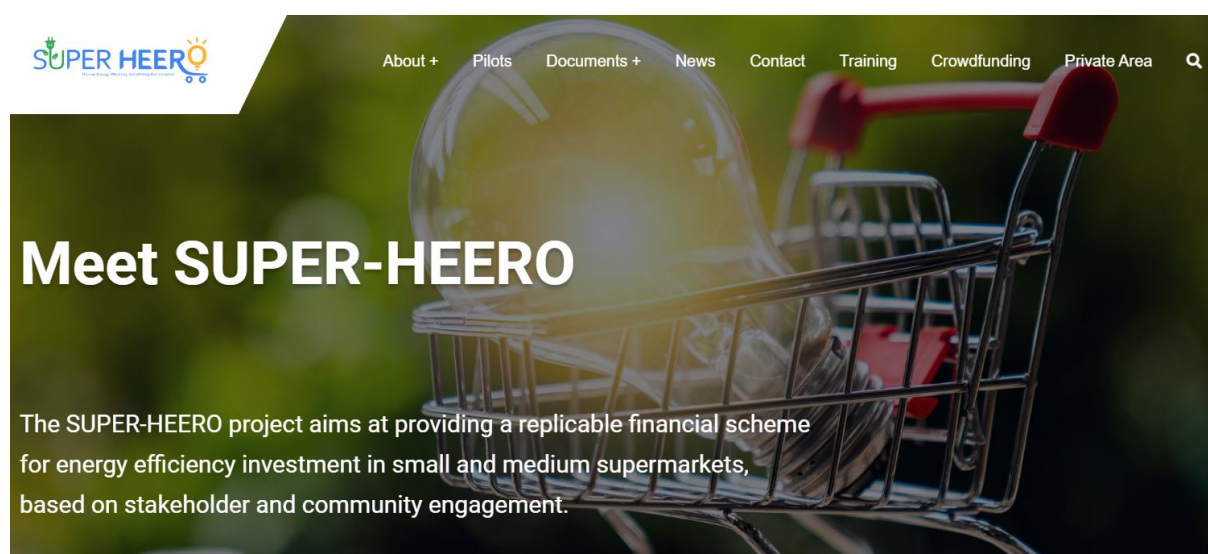 SUPER HEERO
About +
Pilots
Documents +
News
Contact
Training
Crowdfunding
Private Area
Meet SUPER-HEERO
The SUPER-HEERO project aims at providing a replicable financial scheme
for energy efficiency investment in small and medium supermarkets,
based on stakeholder and community engagement.